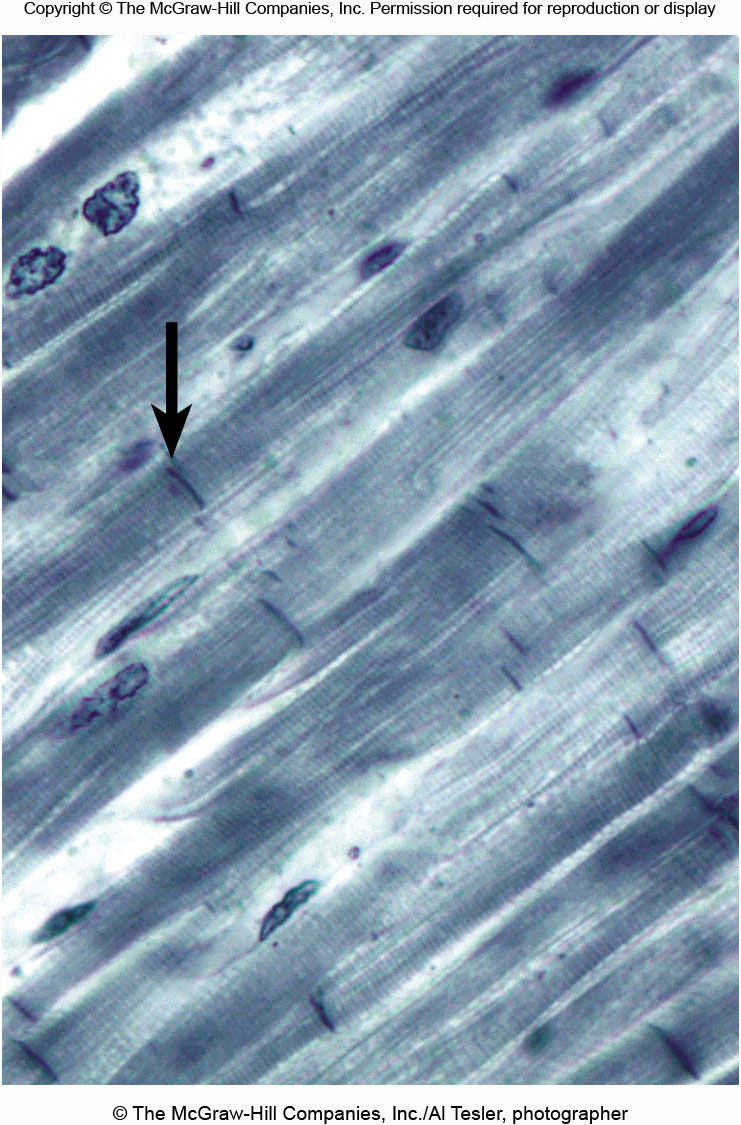 Copyright © The McGraw-Hill Companies, Inc. Permission required for reproduction or display
© The McGraw-Hill Companies, Inc./Al Tesler, photographer